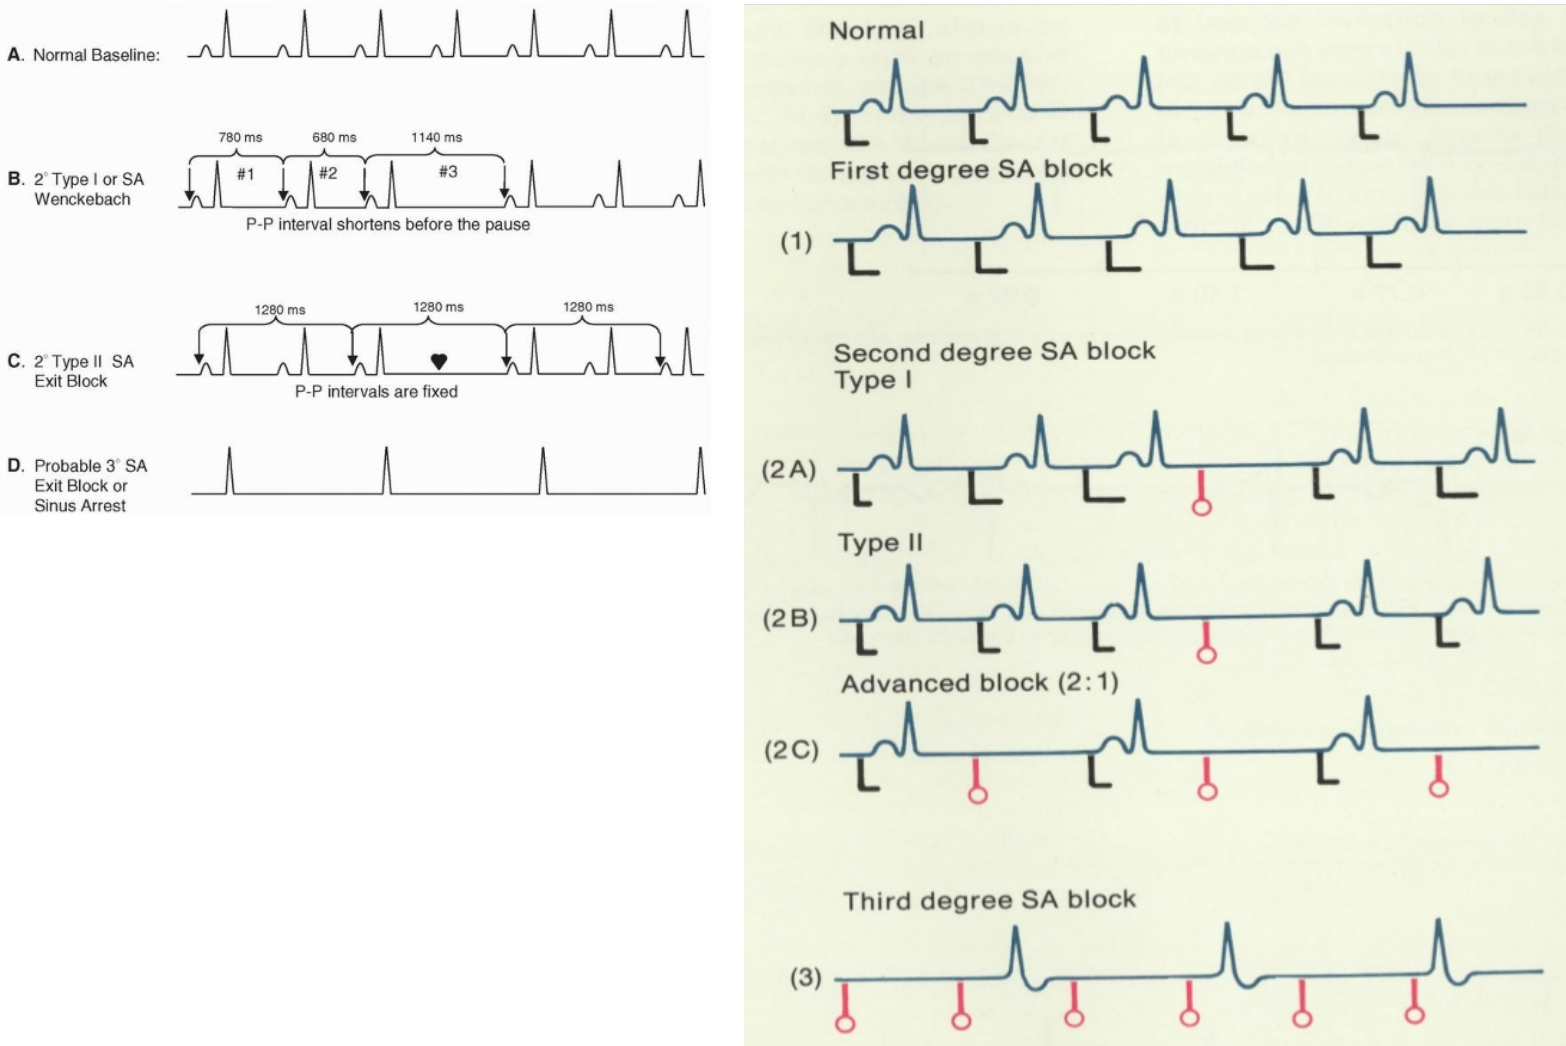 A. Normal Baseline:
780 ms
680 ms
1140 ms
#1
#2
#3
B. 2° Type I or SA
Wenckebach
P-P interval shortens before the pause
1280 ms
1280 ms
1280 ms
C. 2° Type II SA
Exit Block
P-P intervals are fixed
D. Probable 3° SA
Exit Block or
Sinus Arrest
Normal
First degree SA block
(1)
Second degree SA block
Type I
(2A)
Type II
(2B)
Advanced block (2:1)
(2C)
Third degree SA block
(3)